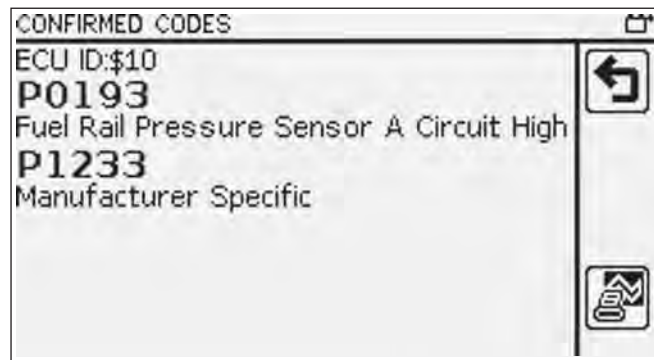 CONFIRMED CODES
ECU ID:$10
P0193
Fuel Rail Pressure Sensor A Circuit High
P1233
Manufacturer Specific